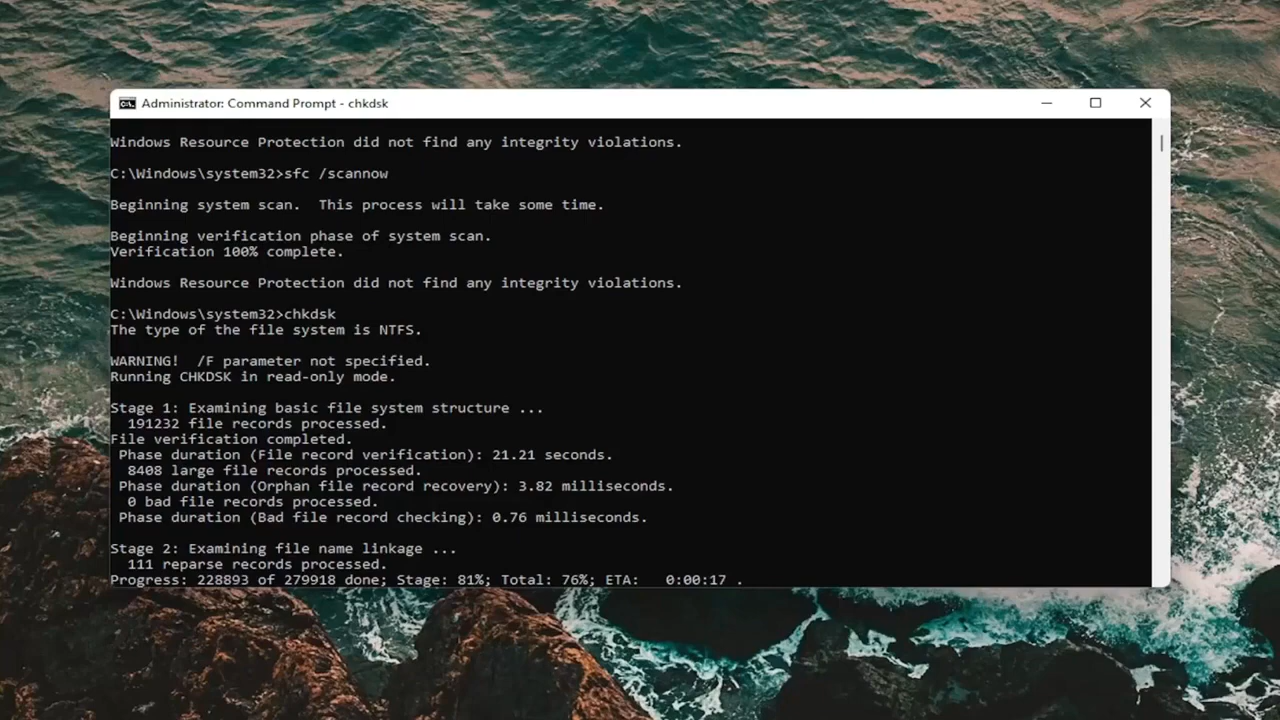 Administrator: Command Prompt - chkdsk
Windows Resource Protection did not find any integrity violations.
C:\Windows\system32>sfc /scannow
Beginning system scan.  This process will take some time.
Beginning verification phase of system scan.
Verification 100% complete.
Windows Resource Protection did not find any integrity violations.
C:\Windows\system32>chkdsk
The type of the file system is NTFS.
WARNING!  /F parameter not specified.
Running CHKDSK in read-only mode.
Stage 1: Examining basic file system structure ...
  191232 file records processed.
File verification completed.
 Phase duration (File record verification): 21.21 seconds.
  8408 large file records processed.
 Phase duration (Orphan file record recovery): 3.82 milliseconds.
  0 bad file records processed.
 Phase duration (Bad file record checking): 0.76 milliseconds.
Stage 2: Examining file name linkage ...
  111 reparse records processed.
Progress: 228893 of 279918 done; Stage: 81%; Total: 76%; ETA:   0:00:17 .